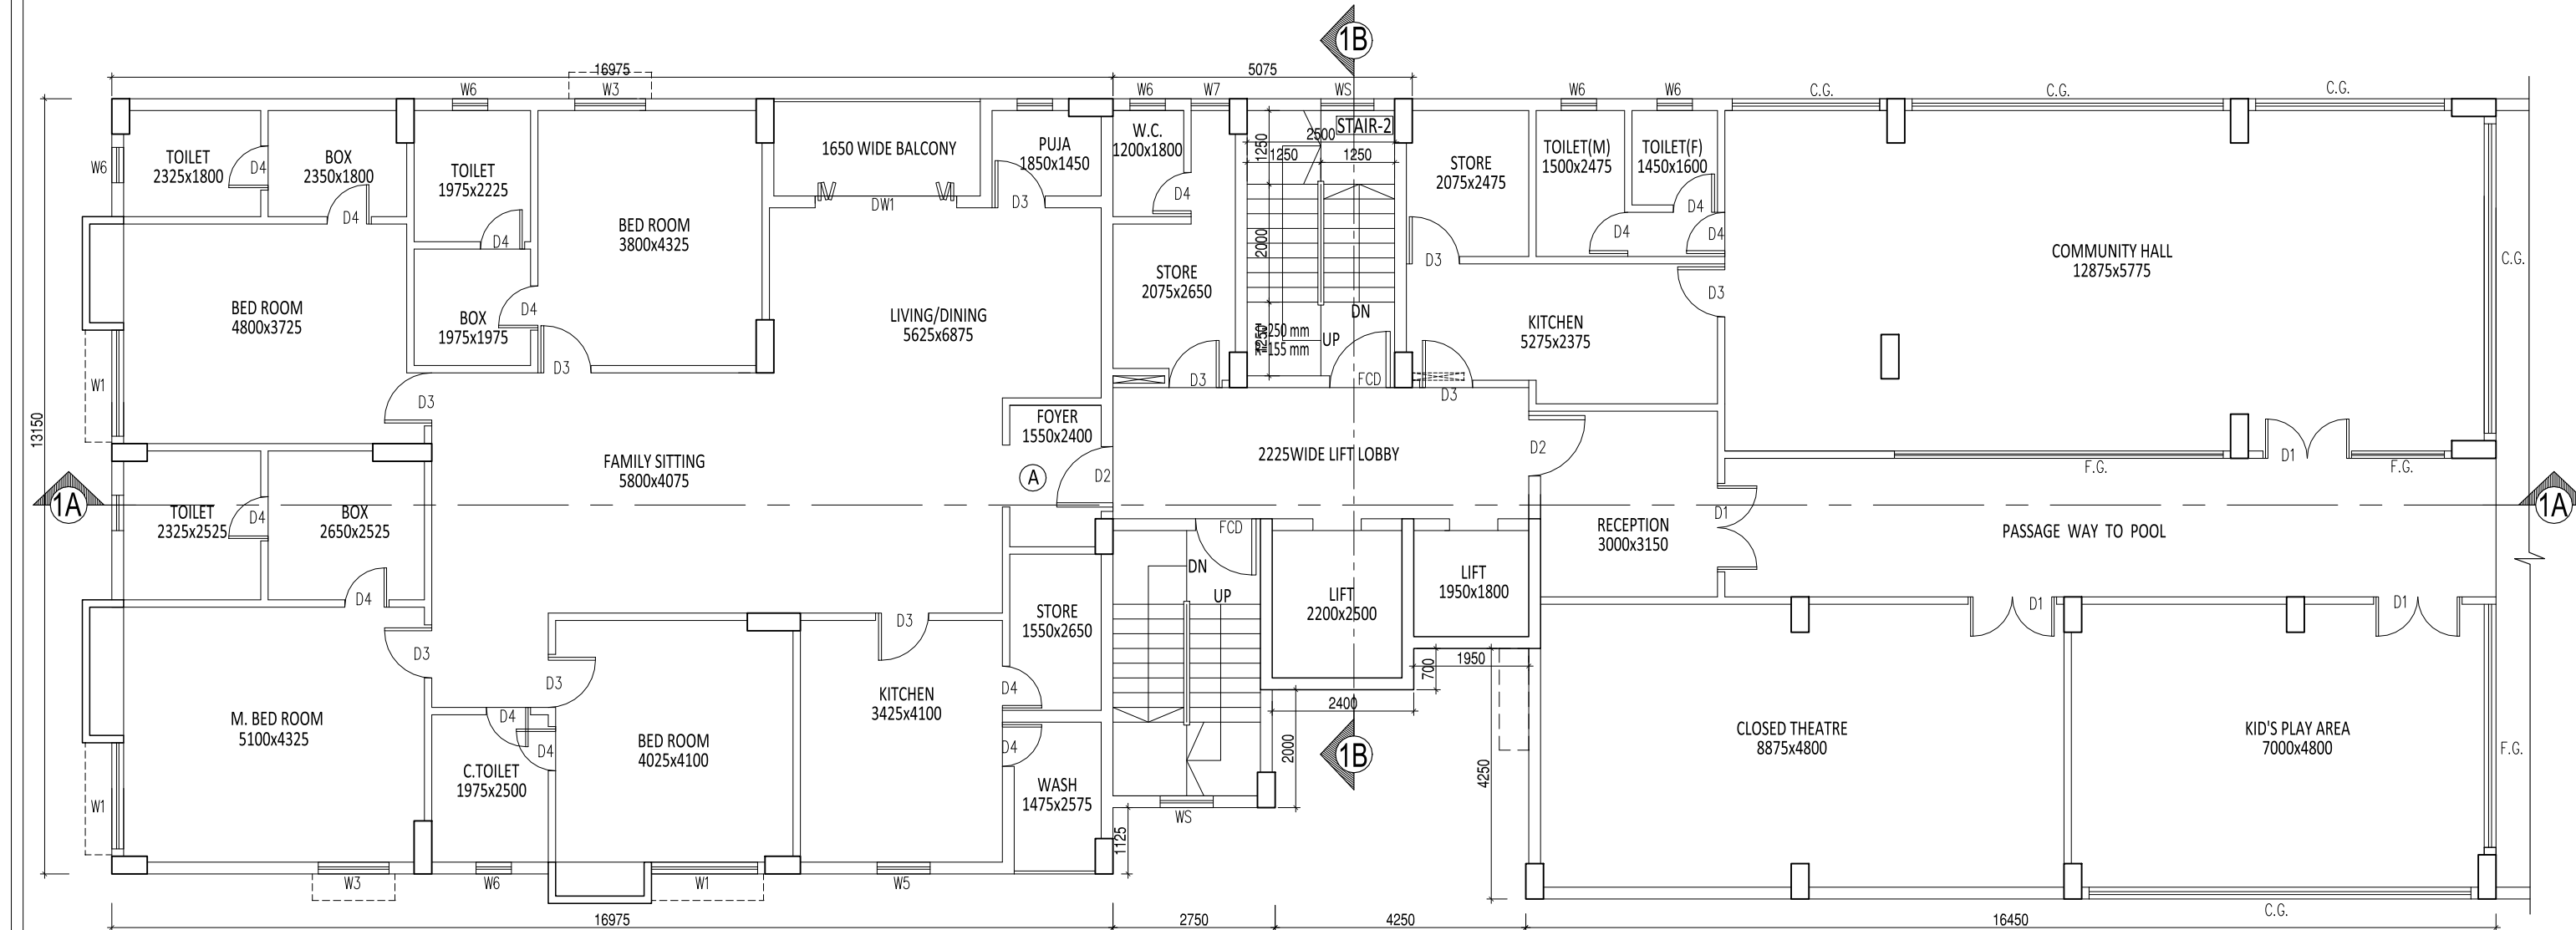 1B
16975
5075
W6
W3
W6
W7
WS
W6
W6
C.G.
C.G.
C.G.
TOILET
2325x1800
D4
BOX
2350x1800
D4
TOILET
1975x2225
D4
BED ROOM
3800x4325
1650 WIDE BALCONY
DW1
PUJA
1850x1450
D3
W.C.
1200x1800
D4
STAIR-2
2500
1250
1250
1250
2000
STORE
2075x2475
D3
TOILET(M)
1500x2475
D4
TOILET(F)
1450x1600
D4
D4
COMMUNITY HALL
12875x5775
C.G.
W6
BED ROOM
4800x3725
W1
D3
BOX
1975x1975
D4
D3
LIVING/DINING
5625x6875
STORE
2075x2650
D3
DN
UP
250 mm
155 mm
FCD
KITCHEN
5275x2375
D3
D3
13150
FOYER
1550x2400
A
D2
FAMILY SITTING
5800x4075
2225WIDE LIFT LOBBY
D2
F.G.
D1
F.G.
1A
TOILET
2325x2525
D4
BOX
2650x2525
D4
FCD
DN
UP
LIFT
2200x2500
LIFT
1950x1800
RECEPTION
3000x3150
D1
PASSAGE WAY TO POOL
1A
D1
D1
STORE
1550x2650
D4
D3
M. BED ROOM
5100x4325
W1
D3
D4
D4
C.TOILET
1975x2500
BED ROOM
4025x4100
D3
KITCHEN
3425x4100
D4
WASH
1475x2575
WS
1125
2000
2400
700
1950
4250
1B
CLOSED THEATRE
8875x4800
KID'S PLAY AREA
7000x4800
F.G.
W3
W6
W1
W5
C.G.
16975
2750
4250
16450